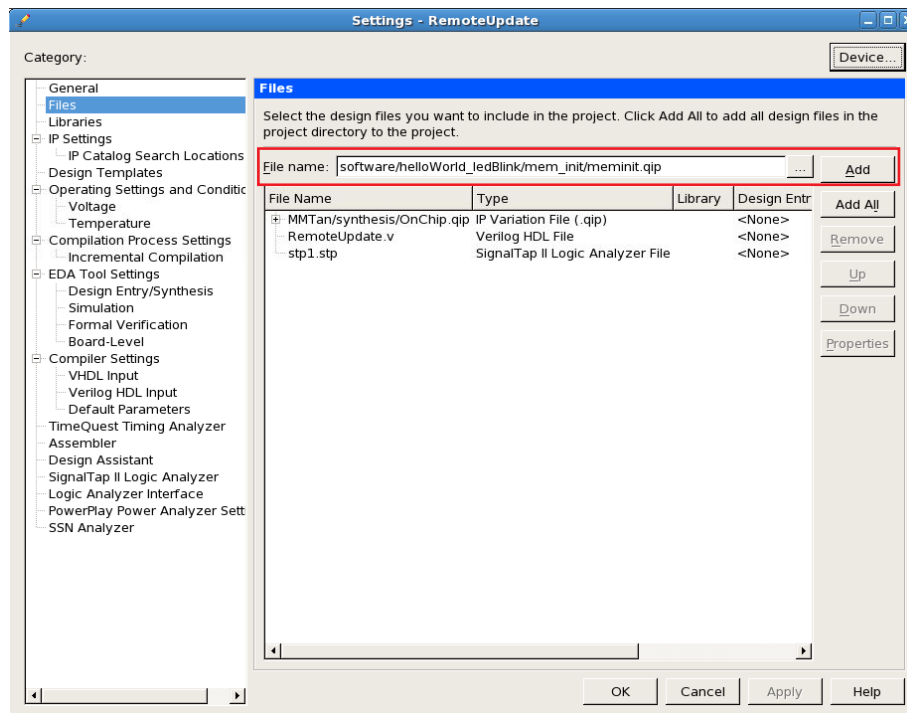 Settings - RemoteUpdate
Category:
Device...
General
Files
Libraries
IP Settings
IP Catalog Search Locations
Design Templates
Operating Settings and Conditic
Voltage
Temperature
Compilation Process Settings
Incremental Compilation
EDA Tool Settings
Design Entry/Synthesis
Simulation
Formal Verification
Board-Level
Compiler Settings
VHDL Input
Verilog HDL Input
Default Parameters
TimeQuest Timing Analyzer
Assembler
Design Assistant
SignalTap II Logic Analyzer
Logic Analyzer Interface
PowerPlay Power Analyzer Sett
SSN Analyzer
Files
Select the design files you want to include in the project. Click Add All to add all design files in the
project directory to the project.
File name: software/helloWorld_ledBlink/mem_init/meminit.qip ... Add
File Name Type Library Design Entr
MMTan/synthesis/OnChip.qip IP Variation File (.qip) <None>
RemoteUpdate.v Verilog HDL File <None>
stp1.stp SignalTap II Logic Analyzer File <None>
Add All
Remove
Up
Down
Properties
OK Cancel Apply Help